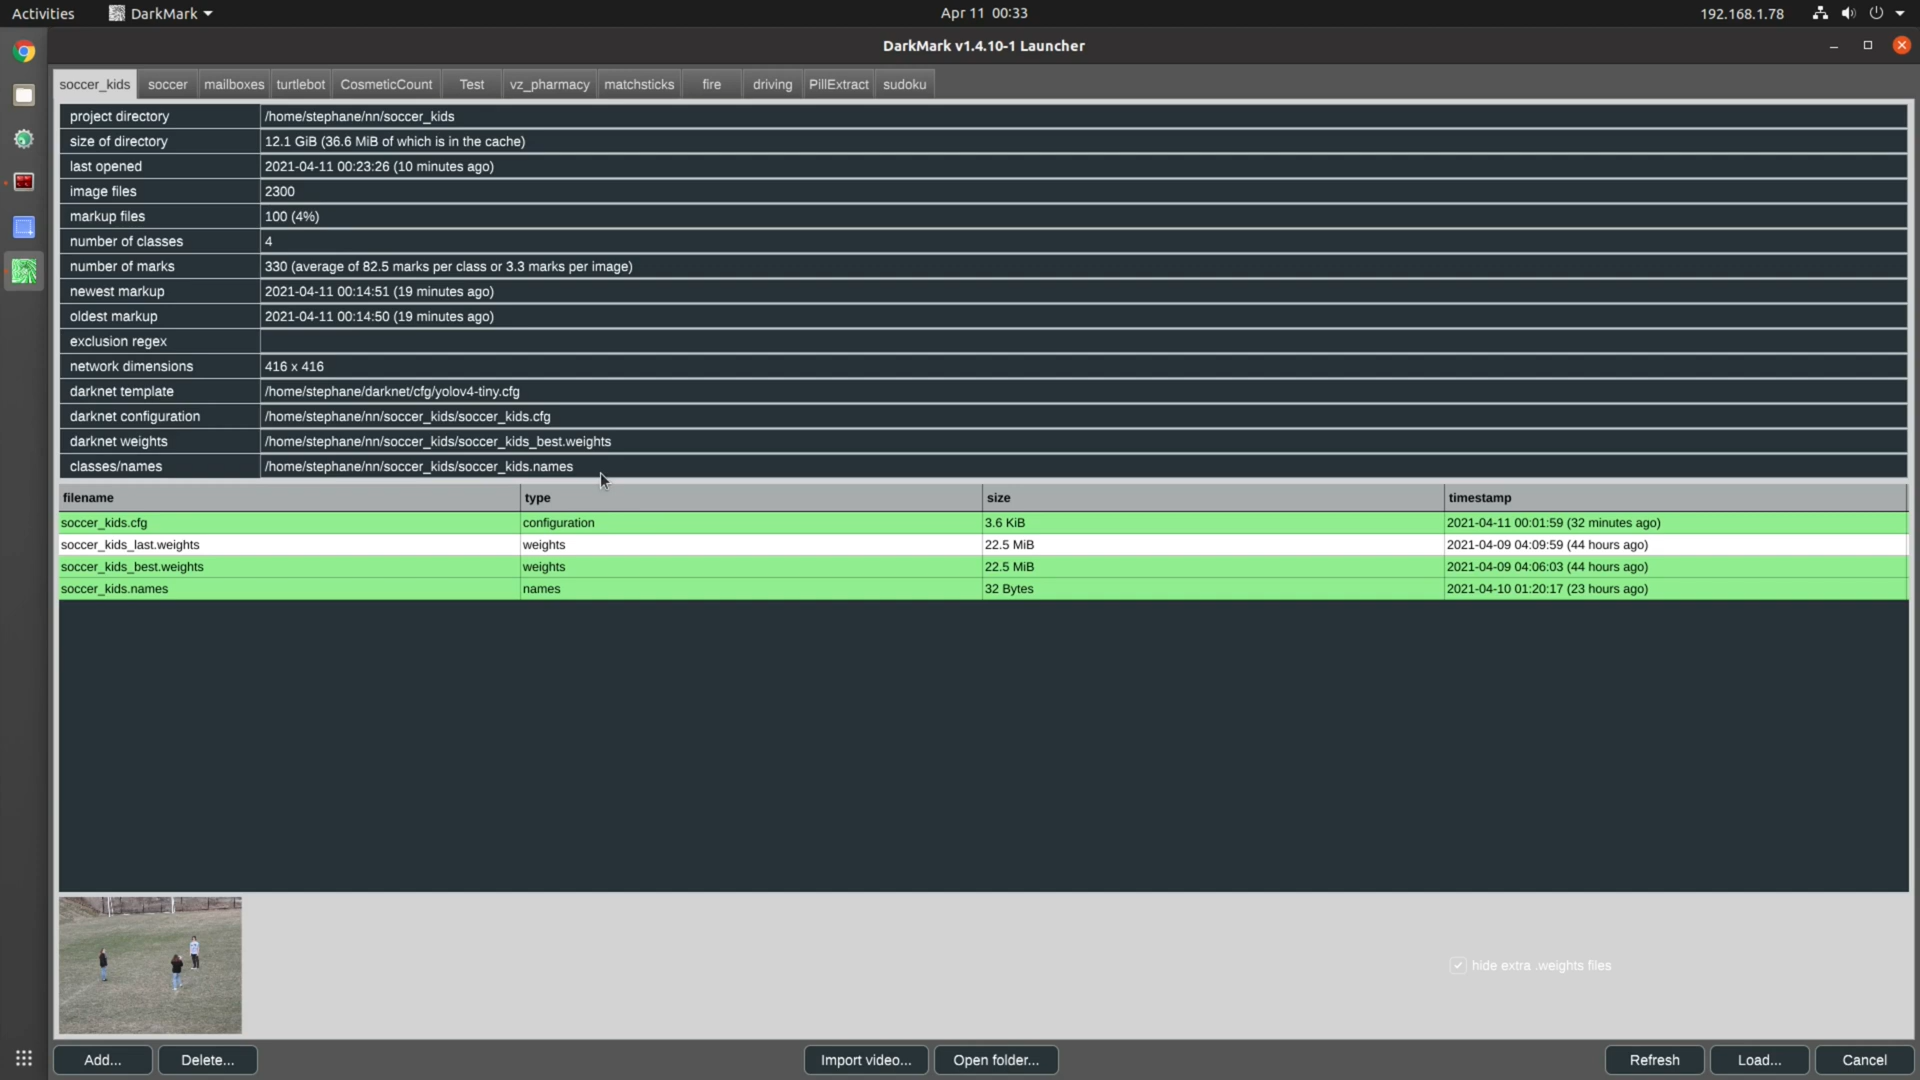 Activities DarkMark Apr 11 00:33 192.168.1.78
DarkMark v1.4.10-1 Launcher
soccer_kids soccer mailboxes turtlebot CosmeticCount Test vz_pharmacy matchsticks fire driving PillExtract sudoku
project directory /home/stephane/nn/soccer_kids
size of directory 12.1 GiB (36.6 MiB of which is in the cache)
last opened 2021-04-11 00:23:26 (10 minutes ago)
image files 2300
markup files 100 (4%)
number of classes 4
number of marks 330 (average of 82.5 marks per class or 3.3 marks per image)
newest markup 2021-04-11 00:14:51 (19 minutes ago)
oldest markup 2021-04-11 00:14:50 (19 minutes ago)
exclusion regex
network dimensions 416 x 416
darknet template /home/stephane/darknet/cfg/yolov4-tiny.cfg
darknet configuration /home/stephane/nn/soccer_kids/soccer_kids.cfg
darknet weights /home/stephane/nn/soccer_kids/soccer_kids_best.weights
classes/names /home/stephane/nn/soccer_kids/soccer_kids.names
filename type size timestamp
soccer_kids.cfg configuration 3.6 KiB 2021-04-11 00:01:59 (32 minutes ago)
soccer_kids_last.weights weights 22.5 MiB 2021-04-09 04:09:59 (44 hours ago)
soccer_kids_best.weights weights 22.5 MiB 2021-04-09 04:06:03 (44 hours ago)
soccer_kids.names names 32 Bytes 2021-04-10 01:20:17 (23 hours ago)
hide extra .weights files
Add... Delete... Import video... Open folder... Refresh Load... Cancel